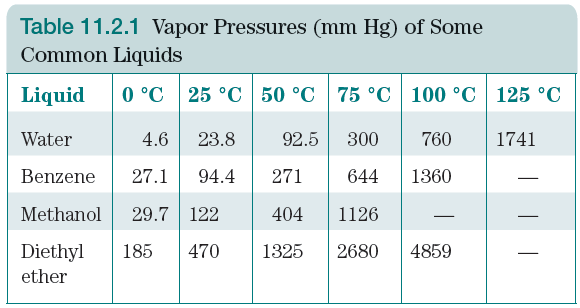 Table 11.2.1 Vapor Pressures (mm Hg) of Some
Common Liquids
Liquid 0 °C 25 °C 50 °C 75 °C 100 °C 125 °C
Water 4.6 23.8 92.5 300 760 1741
Benzene 27.1 94.4 271 644 1360 —
Methanol 29.7 122 404 1126 — —
Diethyl 185 470 1325 2680 4859 —
ether